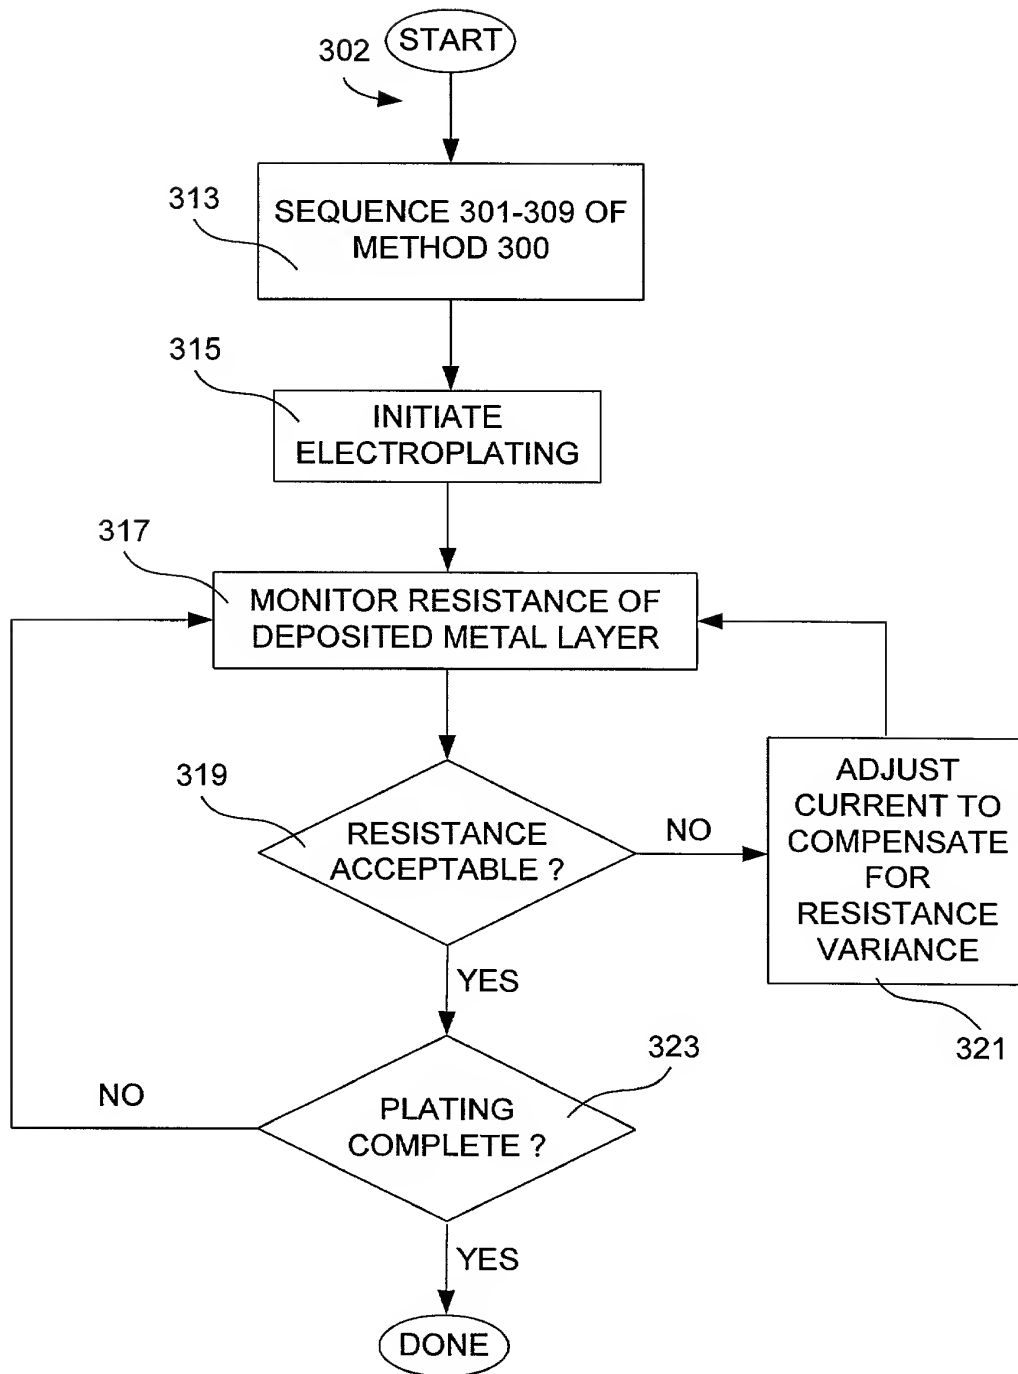 START
302
313
SEQUENCE 301-309 OF
METHOD 300
315
INITIATE
ELECTROPLATING
317
MONITOR RESISTANCE OF
DEPOSITED METAL LAYER
319
RESISTANCE
ACCEPTABLE ?
NO
ADJUST
CURRENT TO
COMPENSATE
FOR
RESISTANCE
VARIANCE
321
YES
323
NO
PLATING
COMPLETE ?
YES
DONE